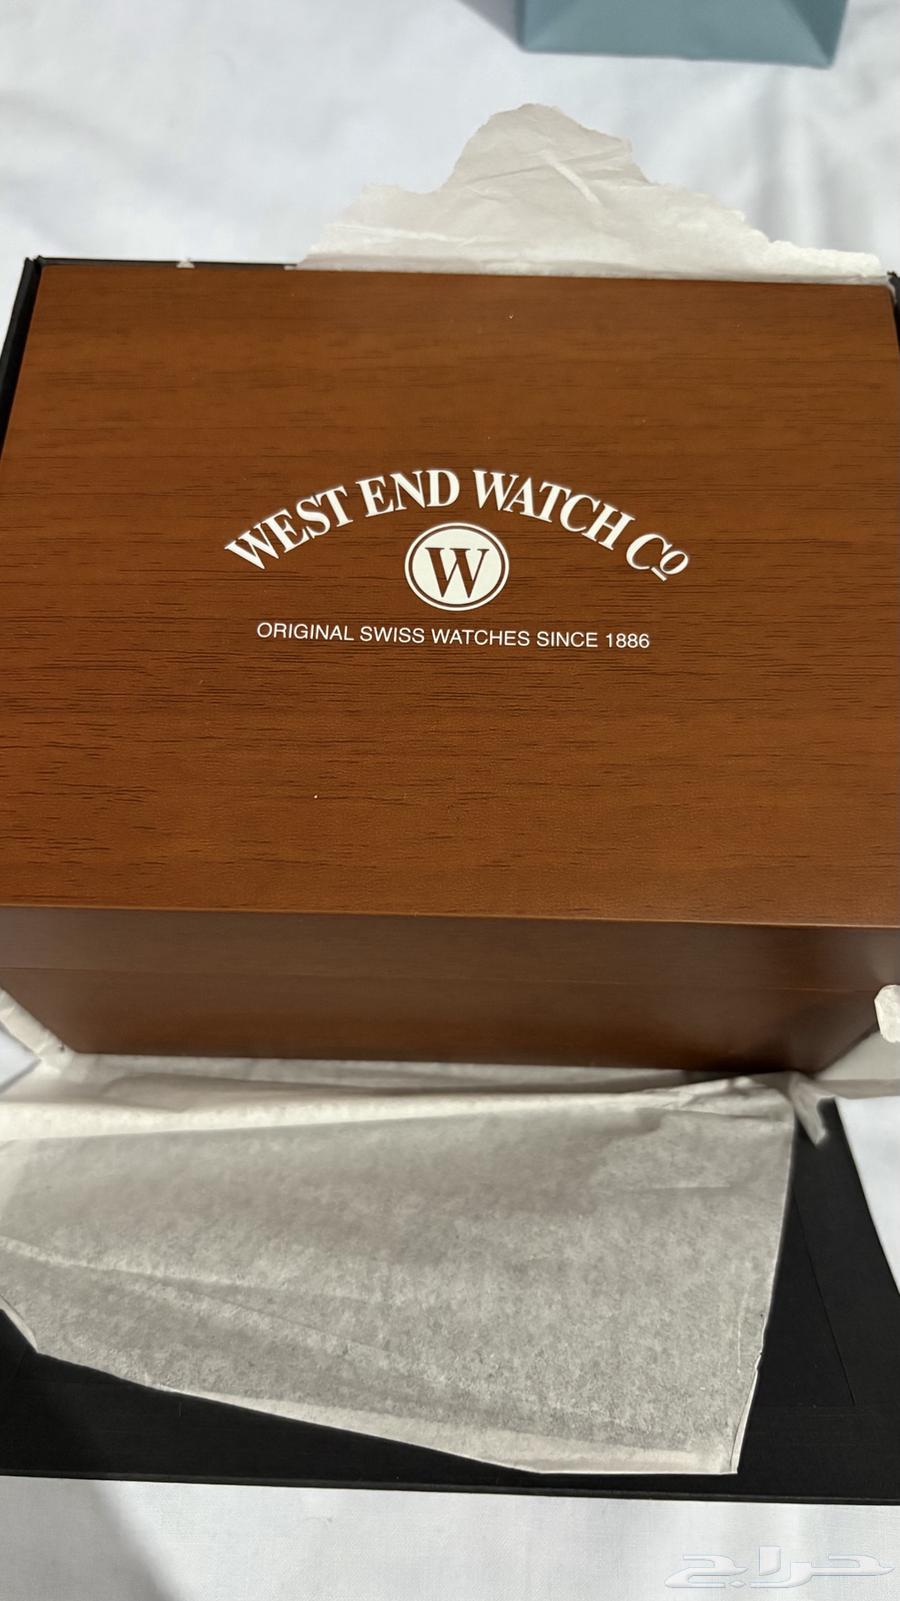 WEST END WATCH Co
W
ORIGINAL SWISS WATCHES SINCE 1886
حراج